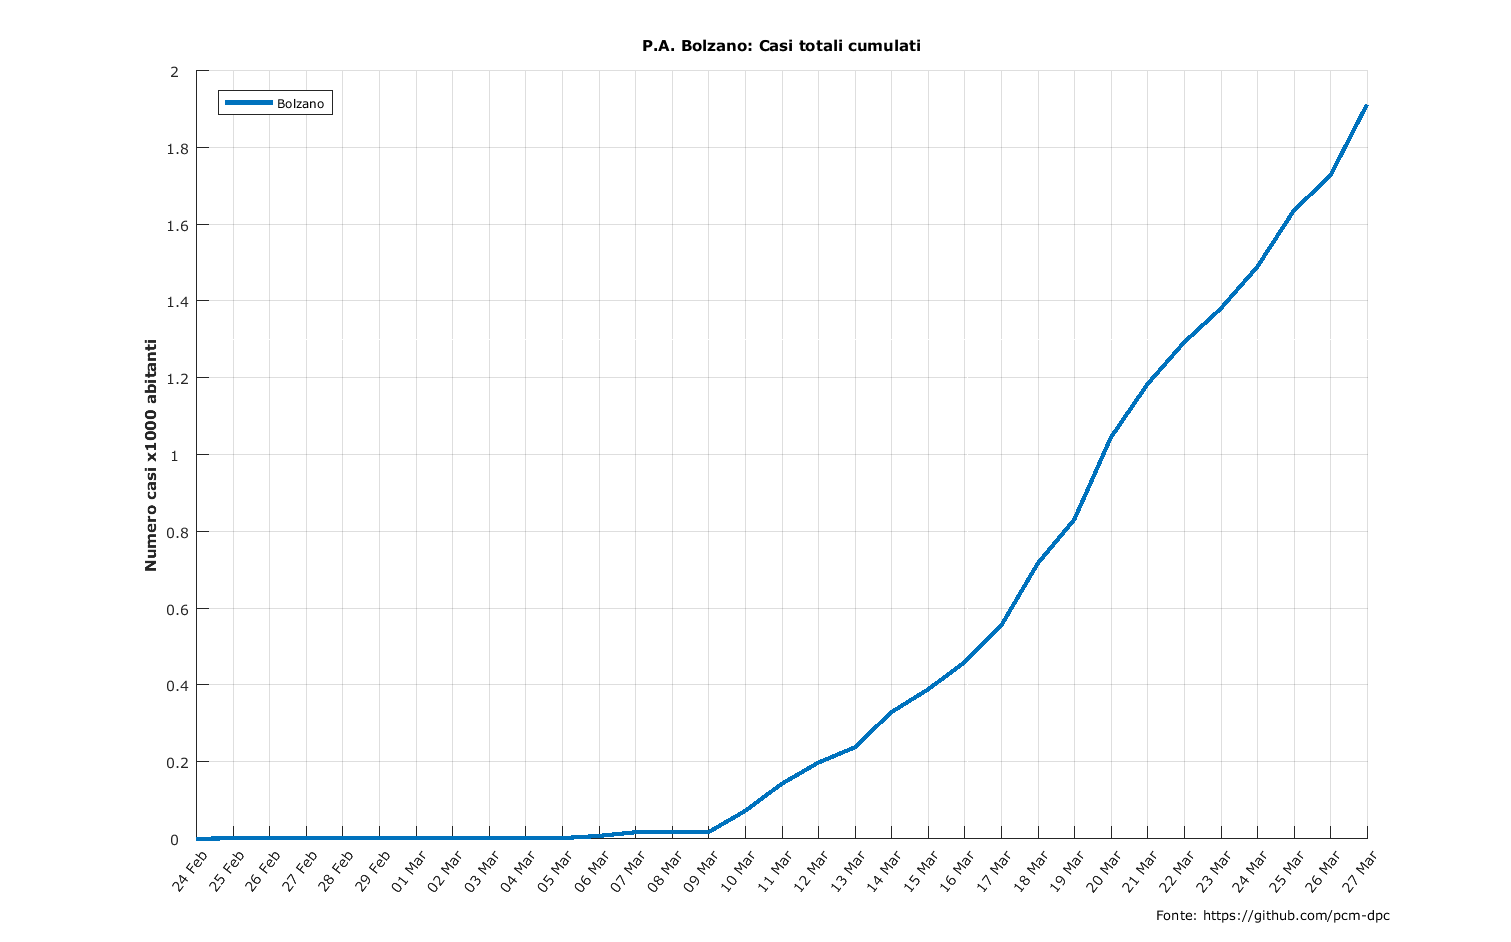 P.A. Bolzano: Casi totali cumulati
Bolzano
Numero casi x1000 abitanti
2
1.8
1.6
1.4
1.2
1
0.8
0.6
0.4
0.2
0
24 Feb
25 Feb
26 Feb
27 Feb
28 Feb
29 Feb
01 Mar
02 Mar
03 Mar
04 Mar
05 Mar
06 Mar
07 Mar
08 Mar
09 Mar
10 Mar
11 Mar
12 Mar
13 Mar
14 Mar
15 Mar
16 Mar
17 Mar
18 Mar
19 Mar
20 Mar
21 Mar
22 Mar
23 Mar
24 Mar
25 Mar
26 Mar
27 Mar
Fonte: https://github.com/pcm-dpc